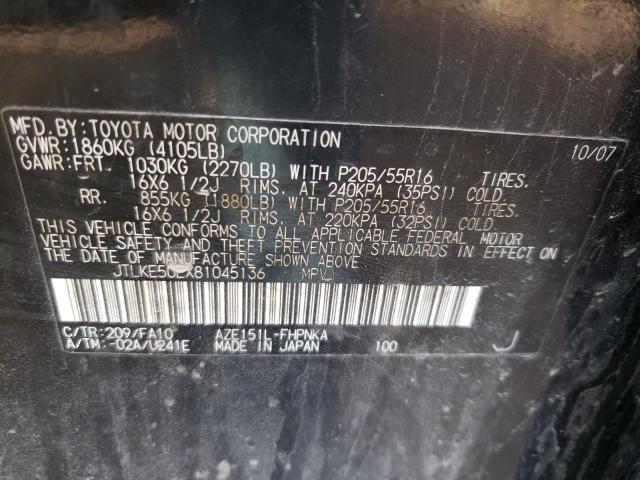 MFD.BY:TOYOTA MOTOR CORPORATION 10/07
GVWR:1860KG (4105LB)
GAWR:FRT 1030KG (2270LB) WITH P205/55R16 TIRES.
16X6 1/2J RIMS. AT 240KPA (35PSI) COLD.
RR. 855KG (1880LB) WITH P205/55R16 TIRES.
16X6 1/2J RIMS. AT 220KPA (32PSI) COLD.
THIS VEHICLE CONFORMS TO ALL APPLICABLE FEDERAL MOTOR
VEHICLE SAFETY AND THEFT PREVENTION STANDARDS IN EFFECT ON
THE DATE OF MANUFACTURE SHOWN ABOVE.
MPV
C/TR:209/FA10 AZE151L-FHPNKA
A/TM:-02A/U241E MADE IN JAPAN 100 J